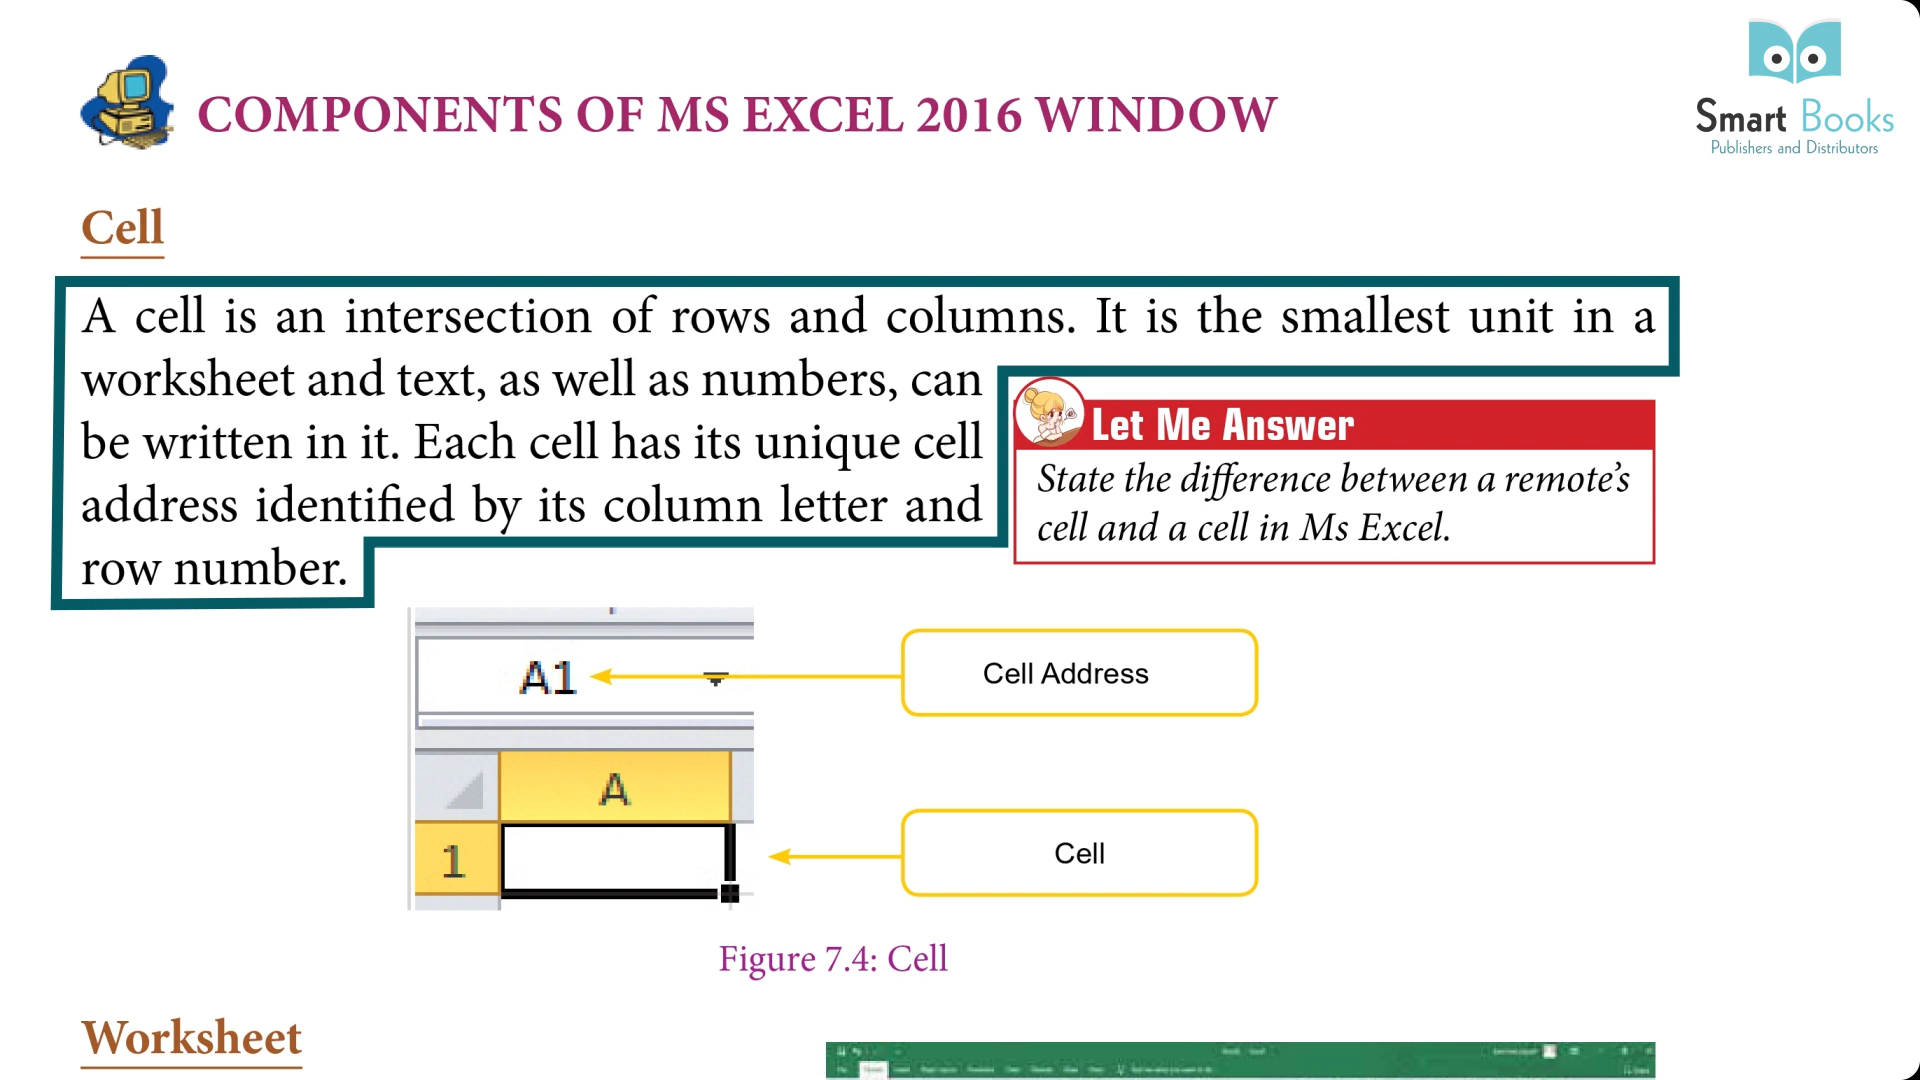 COMPONENTS OF MS EXCEL 2016 WINDOW
Smart Books
Publishers and Distributors
Cell
A cell is an intersection of rows and columns. It is the smallest unit in a
worksheet and text, as well as numbers, can
be written in it. Each cell has its unique cell
address identified by its column letter and
row number.
Let Me Answer
State the difference between a remote's
cell and a cell in Ms Excel.
A1
Cell Address
A
1
Cell
Figure 7.4: Cell
Worksheet